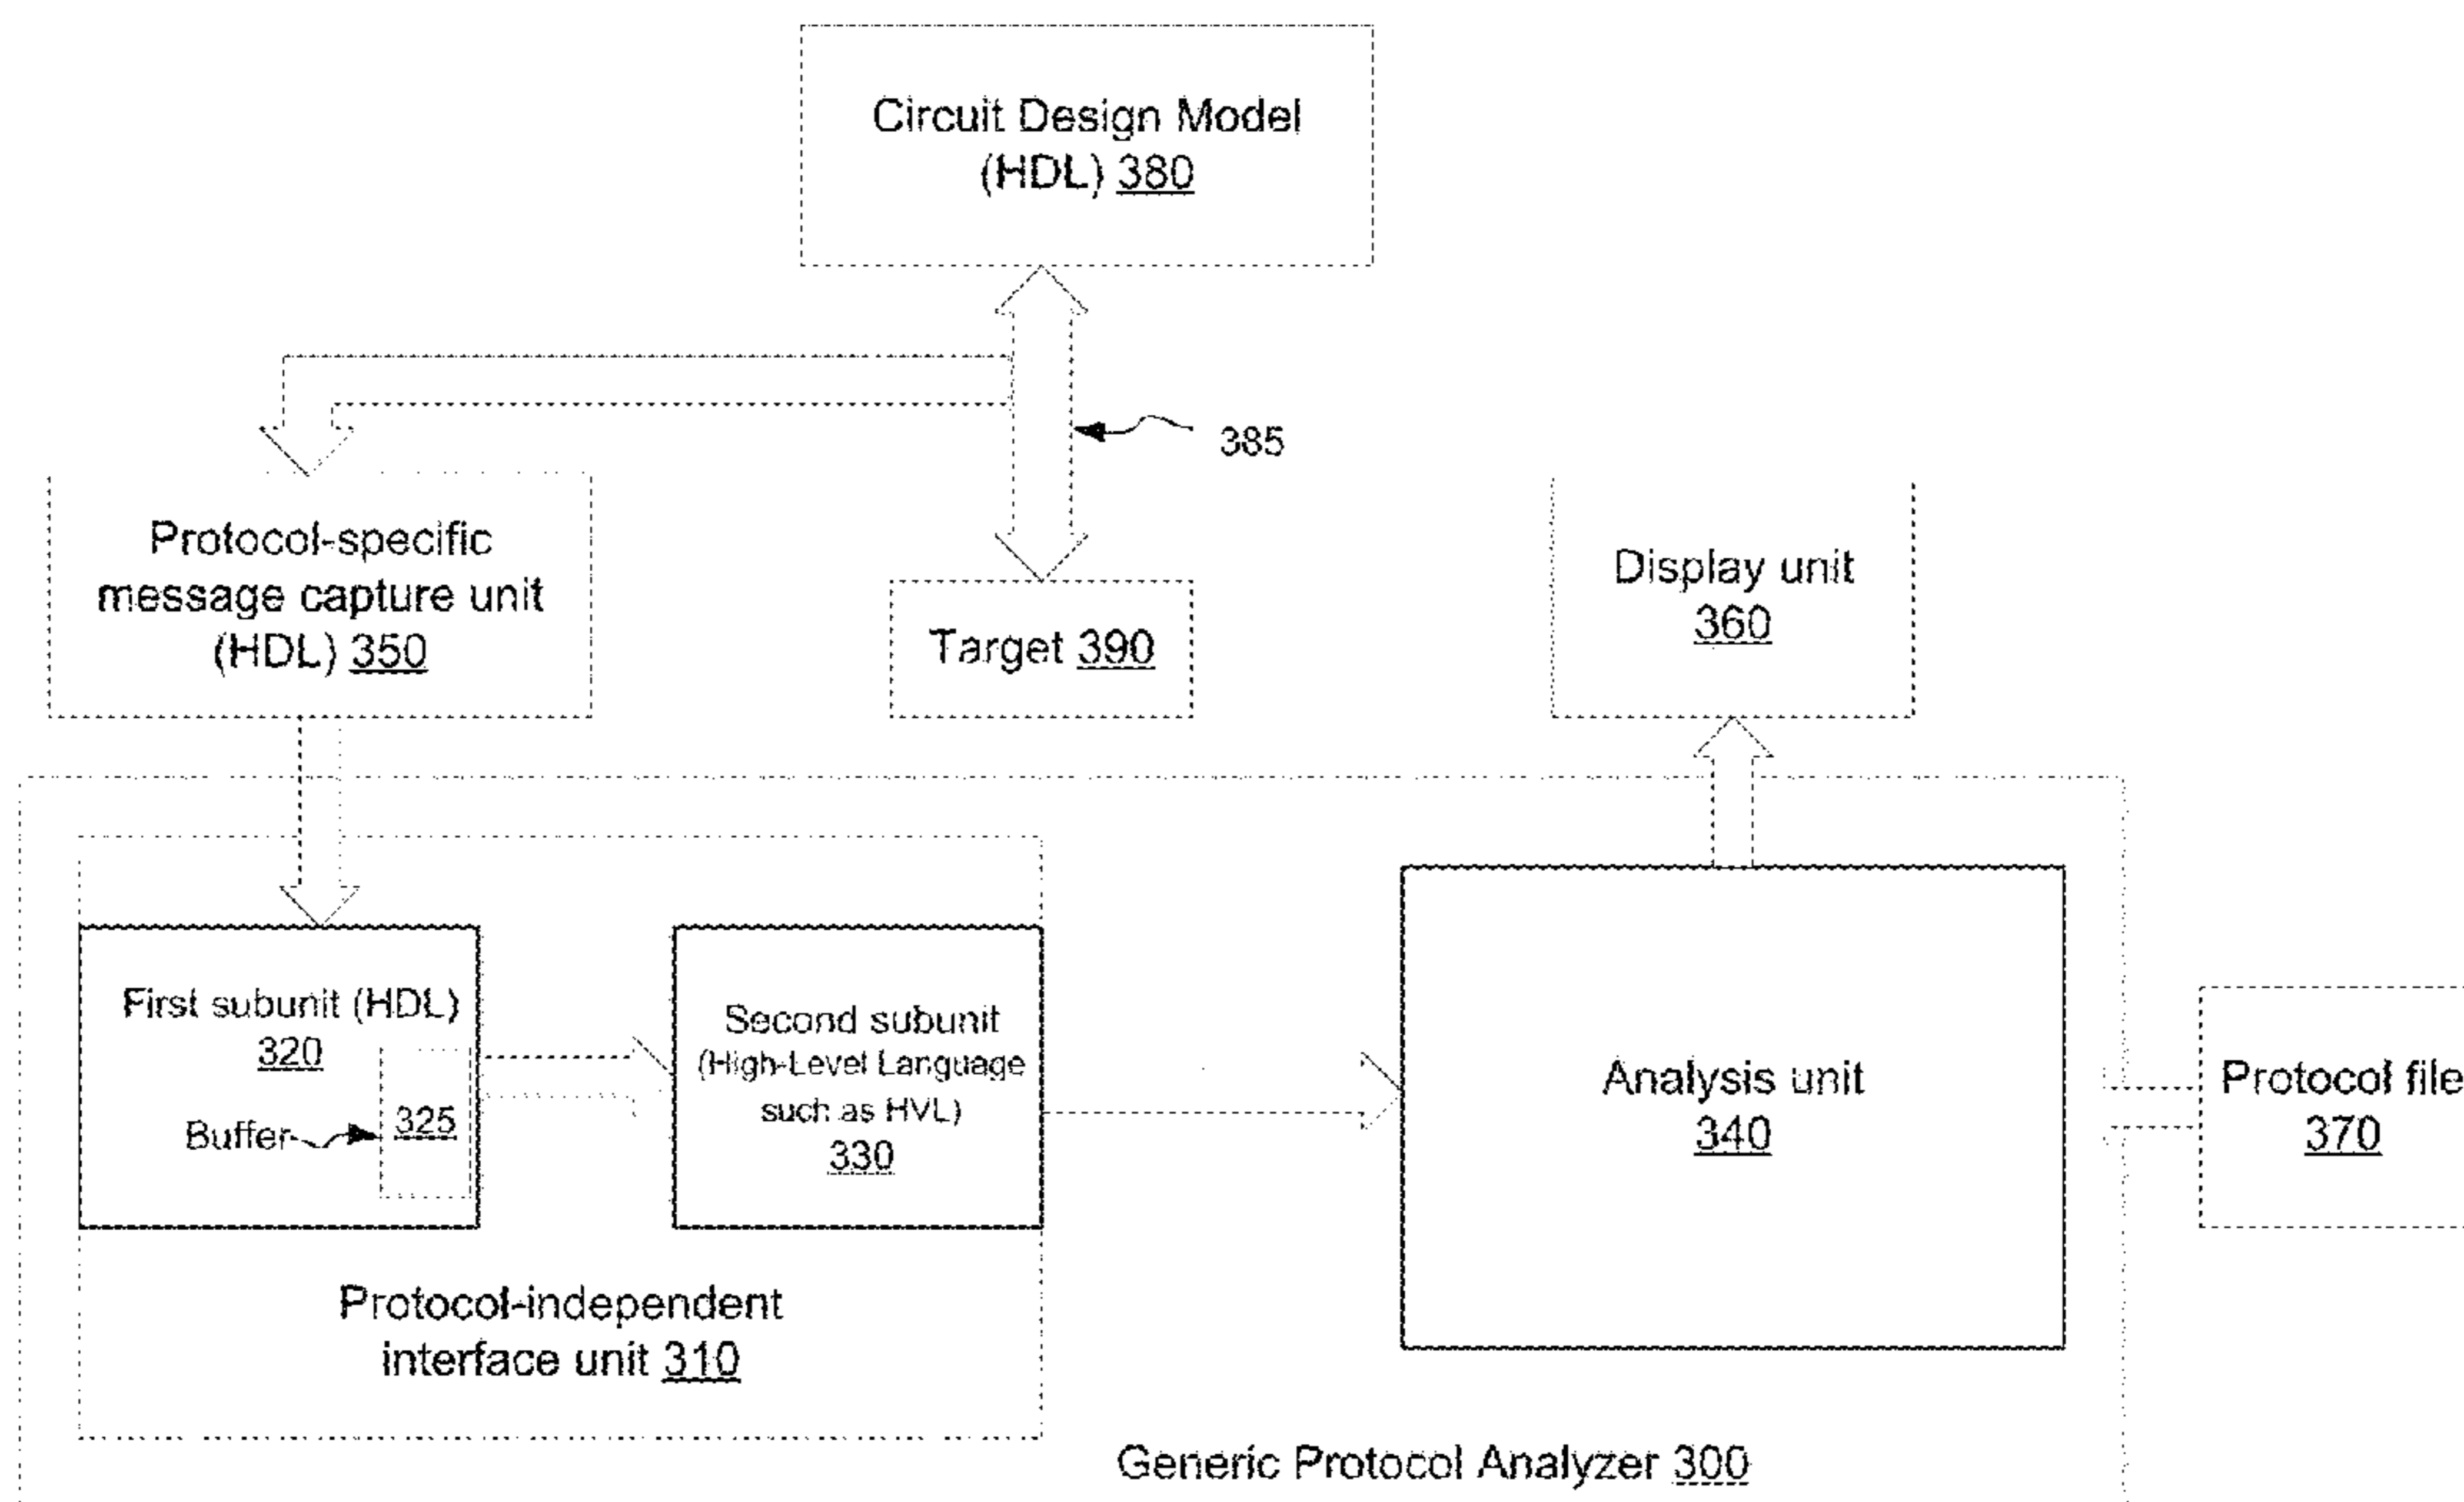 Circuit Design Model
(HDL) 380
385
Protocol-specific
message capture unit
(HDL) 350
Target 390
Display unit
360
First subunit (HDL)
320
Buffer
325
Second subunit
(High-Level Language
such as HVL)
330
Analysis unit
340
Protocol file
370
Protocol-independent
interface unit 310
Generic Protocol Analyzer 300